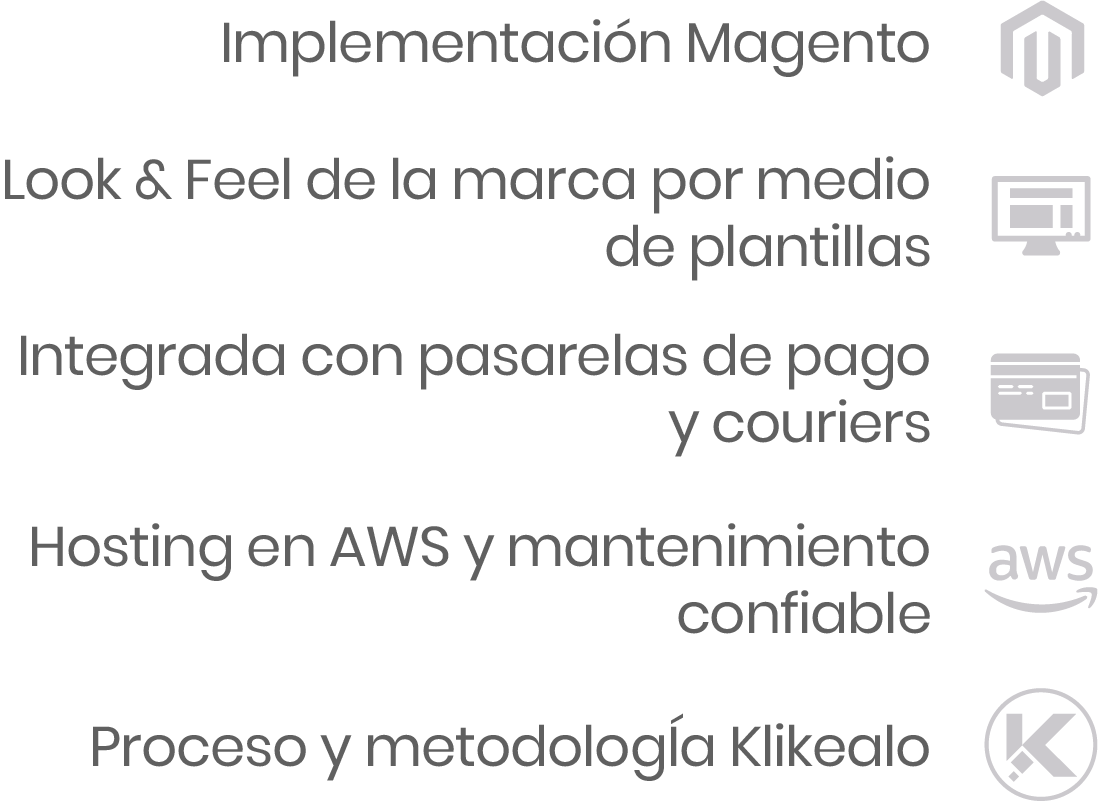 Implementación Magento
Look & Feel de la marca por medio
de plantillas
Integrada con pasarelas de pago
y couriers
Hosting en AWS y mantenimiento
confiable
aws
Proceso y metodologÍa Klikealo